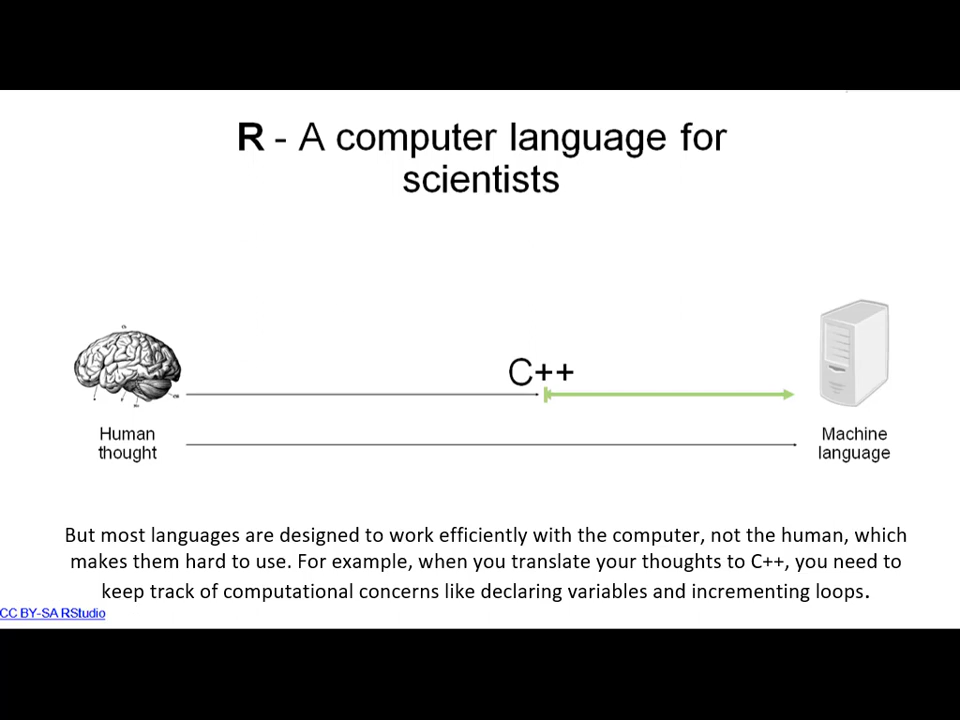 R - A computer language for
scientists
C++
Human
thought
Machine
language
But most languages are designed to work efficiently with the computer, not the human, which
makes them hard to use. For example, when you translate your thoughts to C++, you need to
keep track of computational concerns like declaring variables and incrementing loops.
CC BY-SA RStudio